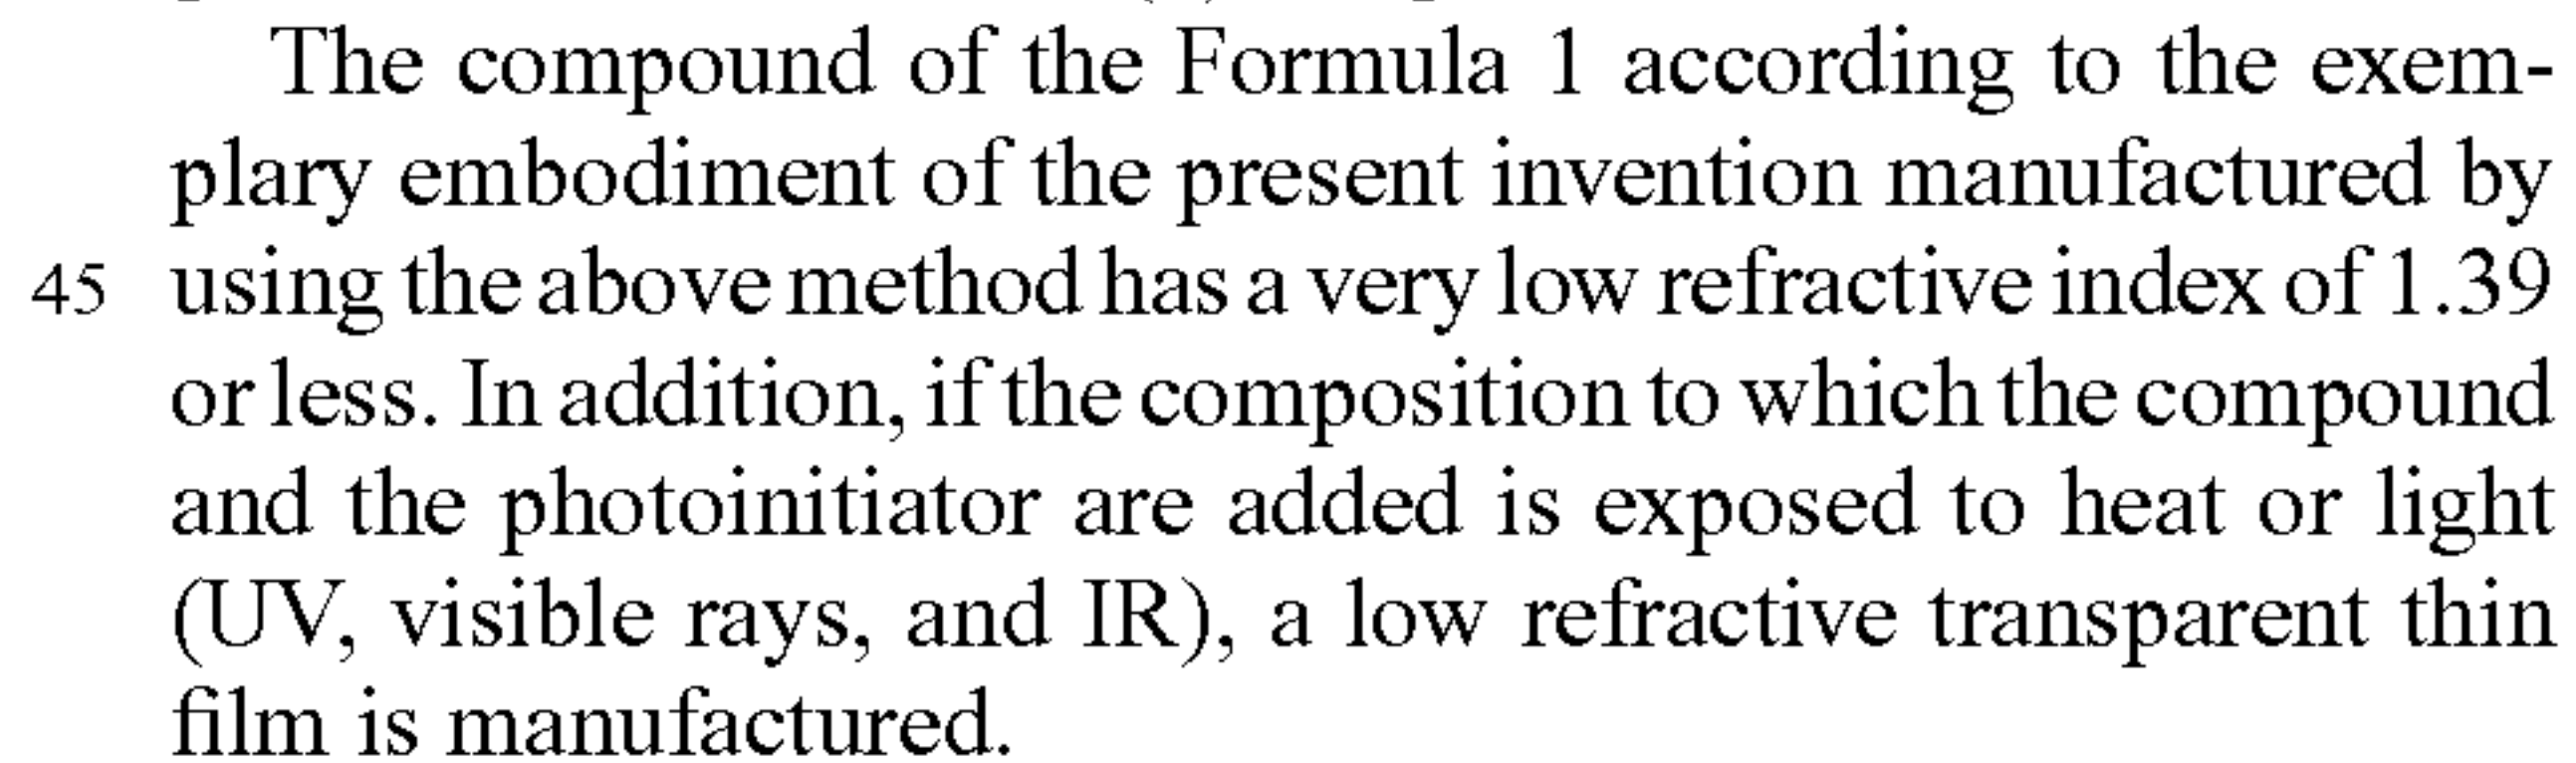 The compound of the Formula 1 according to the exem-
plary embodiment of the present invention manufactured by
45 using the above method has a very low refractive index of 1.39
or less. In addition, if the composition to which the compound
and the photoinitiator are added is exposed to heat or light
(UV, visible rays, and IR), a low refractive transparent thin
film is manufactured.